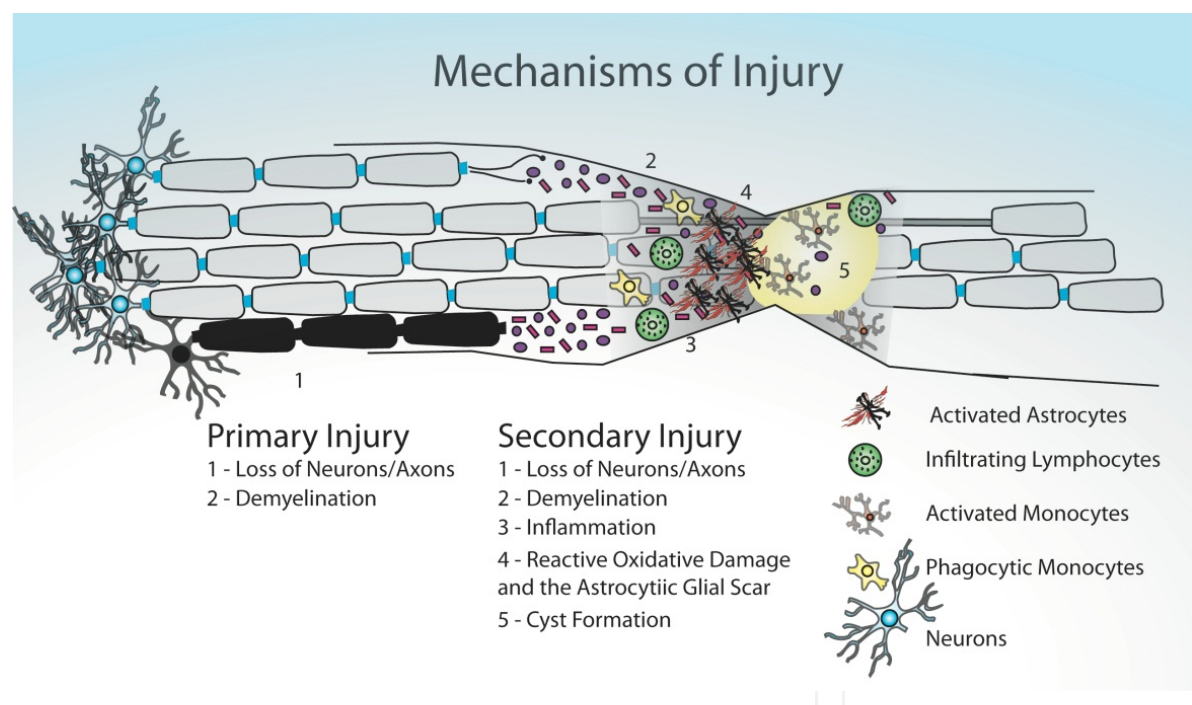 Mechanisms of Injury
2
4
5
3
1
Primary Injury
1 - Loss of Neurons/Axons
2 - Demyelination
Secondary Injury
1 - Loss of Neurons/Axons
2 - Demyelination
3 - Inflammation
4 - Reactive Oxidative Damage
and the Astrocytiic Glial Scar
5 - Cyst Formation
Activated Astrocytes
Infiltrating Lymphocytes
Activated Monocytes
Phagocytic Monocytes
Neurons